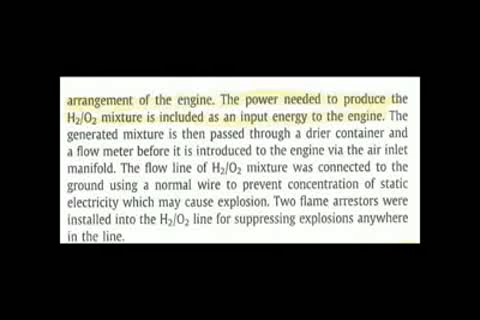 arrangement of the engine. The power needed to produce the
H₂/O₂ mixture is included as an input energy to the engine. The
generated mixture is then passed through a drier container and
a flow meter before it is introduced to the engine via the air inlet
manifold. The flow line of H₂/O₂ mixture was connected to the
ground using a normal wire to prevent concentration of static
electricity which may cause explosion. Two flame arrestors were
installed into the H₂/O₂ line for suppressing explosions anywhere
in the line.